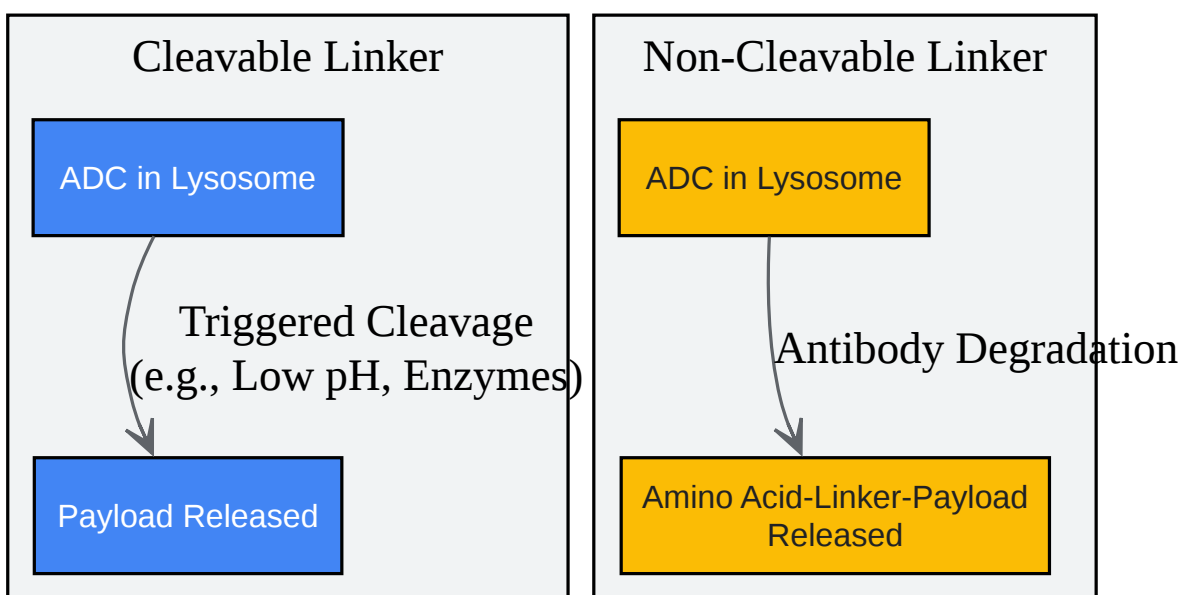 Cleavable Linker
ADC in Lysosome
Triggered Cleavage
(e.g., Low pH, Enzymes)
Payload Released
Non-Cleavable Linker
ADC in Lysosome
Antibody Degradation
Amino Acid-Linker-Payload
Released